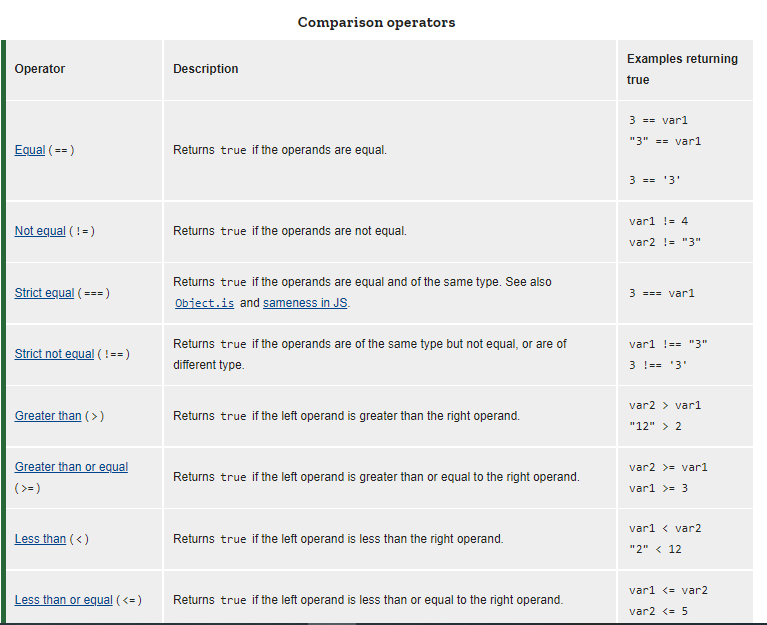 Comparison operators
Operator
Description
Examples returning
true
Equal (==)
Returns true if the operands are equal.
3 == var1
"3" == var1
3 == '3'
Not equal (!=)
Returns true if the operands are not equal.
var1 != 4
var2 != "3"
Strict equal (===)
Returns true if the operands are equal and of the same type. See also
Object.is and sameness in JS.
3 === var1
Strict not equal (!==)
Returns true if the operands are of the same type but not equal, or are of
different type.
var1 !== "3"
3 !== '3'
Greater than (>)
Returns true if the left operand is greater than the right operand.
var2 > var1
"12" > 2
Greater than or equal
(>=)
Returns true if the left operand is greater than or equal to the right operand.
var2 >= var1
var1 >= 3
Less than (<)
Returns true if the left operand is less than the right operand.
var1 < var2
"2" < 12
Less than or equal (<=)
Returns true if the left operand is less than or equal to the right operand.
var1 <= var2
var2 <= 5